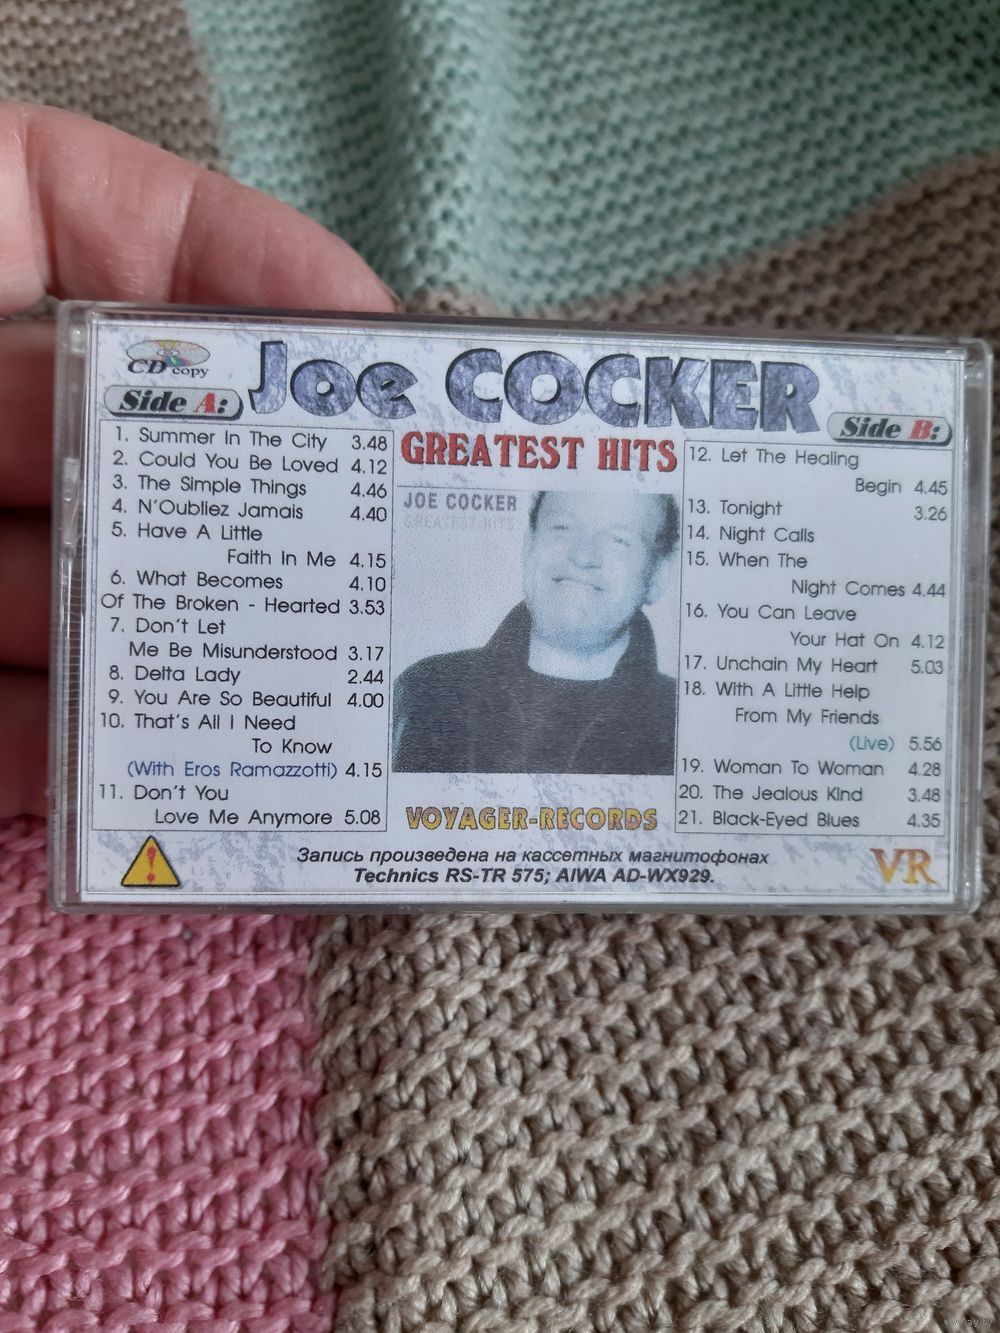 CD copy
Joe COCKER
GREATEST HITS
Side A:
1. Summer In The City 3.48
2. Could You Be Loved 4.12
3. The Simple Things 4.46
4. N'Oubliez Jamais 4.40
5. Have A Little
Faith In Me 4.15
6. What Becomes 4.10
Of The Broken - Hearted 3.53
7. Don't Let
Me Be Misunderstood 3.17
8. Delta Lady 2.44
9. You Are So Beautiful 4.00
10. That's All I Need
To Know
(With Eros Ramazzotti) 4.15
11. Don't You
Love Me Anymore 5.08
JOE COCKER
GREATEST HITS
VOYAGER-RECORDS
Side B:
12. Let The Healing
Begin 4.45
13. Tonight 3.26
14. Night Calls
15. When The
Night Comes 4.44
16. You Can Leave
Your Hat On 4.12
17. Unchain My Heart 5.03
18. With A Little Help
From My Friends
(Live) 5.56
19. Woman To Woman 4.28
20. The Jealous Kind 3.48
21. Black-Eyed Blues 4.35
!
Запись произведена на кассетных магнитофонах
Technics RS-TR 575; AIWA AD-WX929.
VR